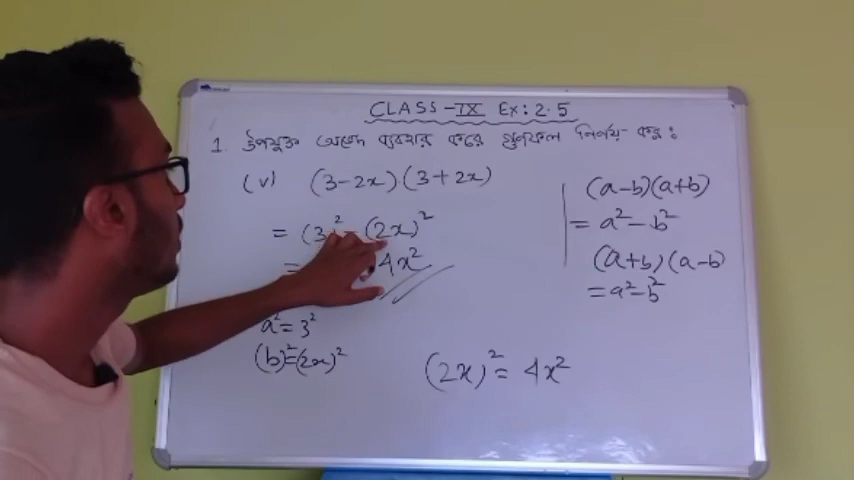 CLASS-IX Ex: 2.5
1 উপযুক্ত অভেদ ব্যবহার করে গুনফল নির্ণয় করু:
(v) (3-2x).(3+2x)
= (3)² - (2x)²
= 4x²
a² = 3²
(b)² = (2x)²
(2x)² = 4x²
(a-b)(a+b)
= a² - b²
(a+b)(a-b)
= a² - b²